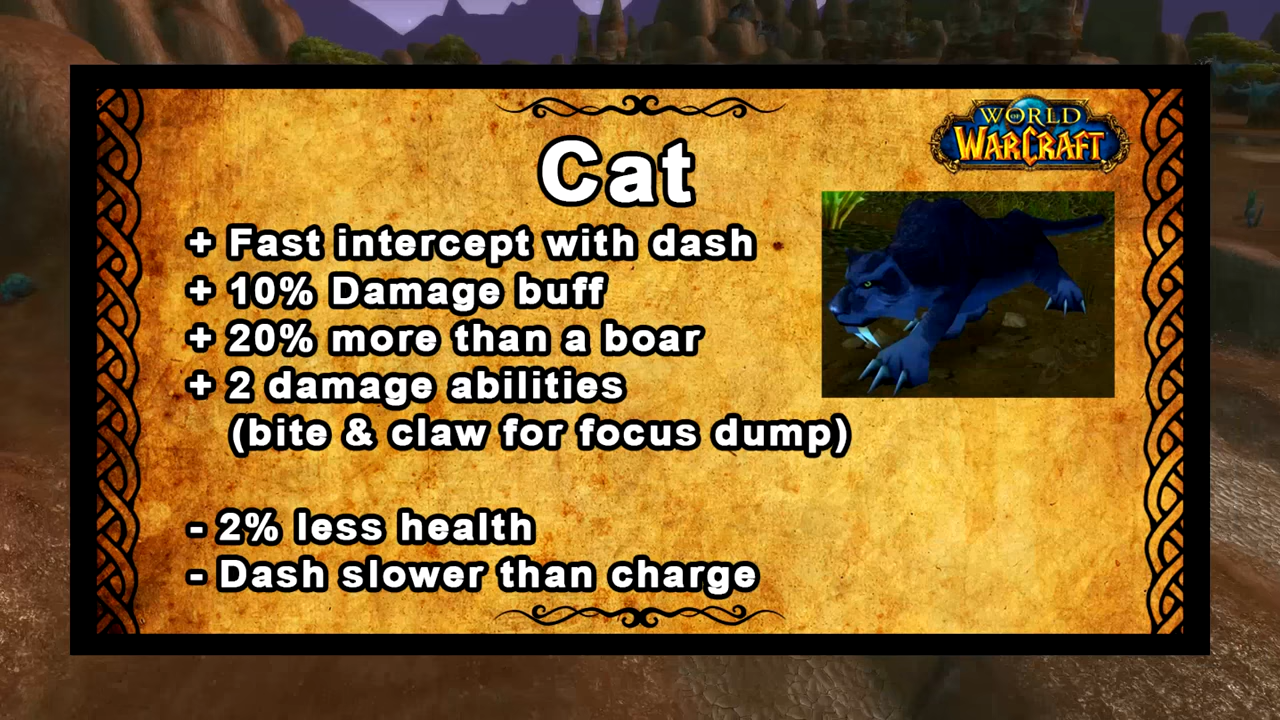 WORLD
OF
WARCRAFT
Cat
+ Fast intercept with dash
+ 10% Damage buff
+ 20% more than a boar
+ 2 damage abilities
(bite & claw for focus dump)
- 2% less health
- Dash slower than charge